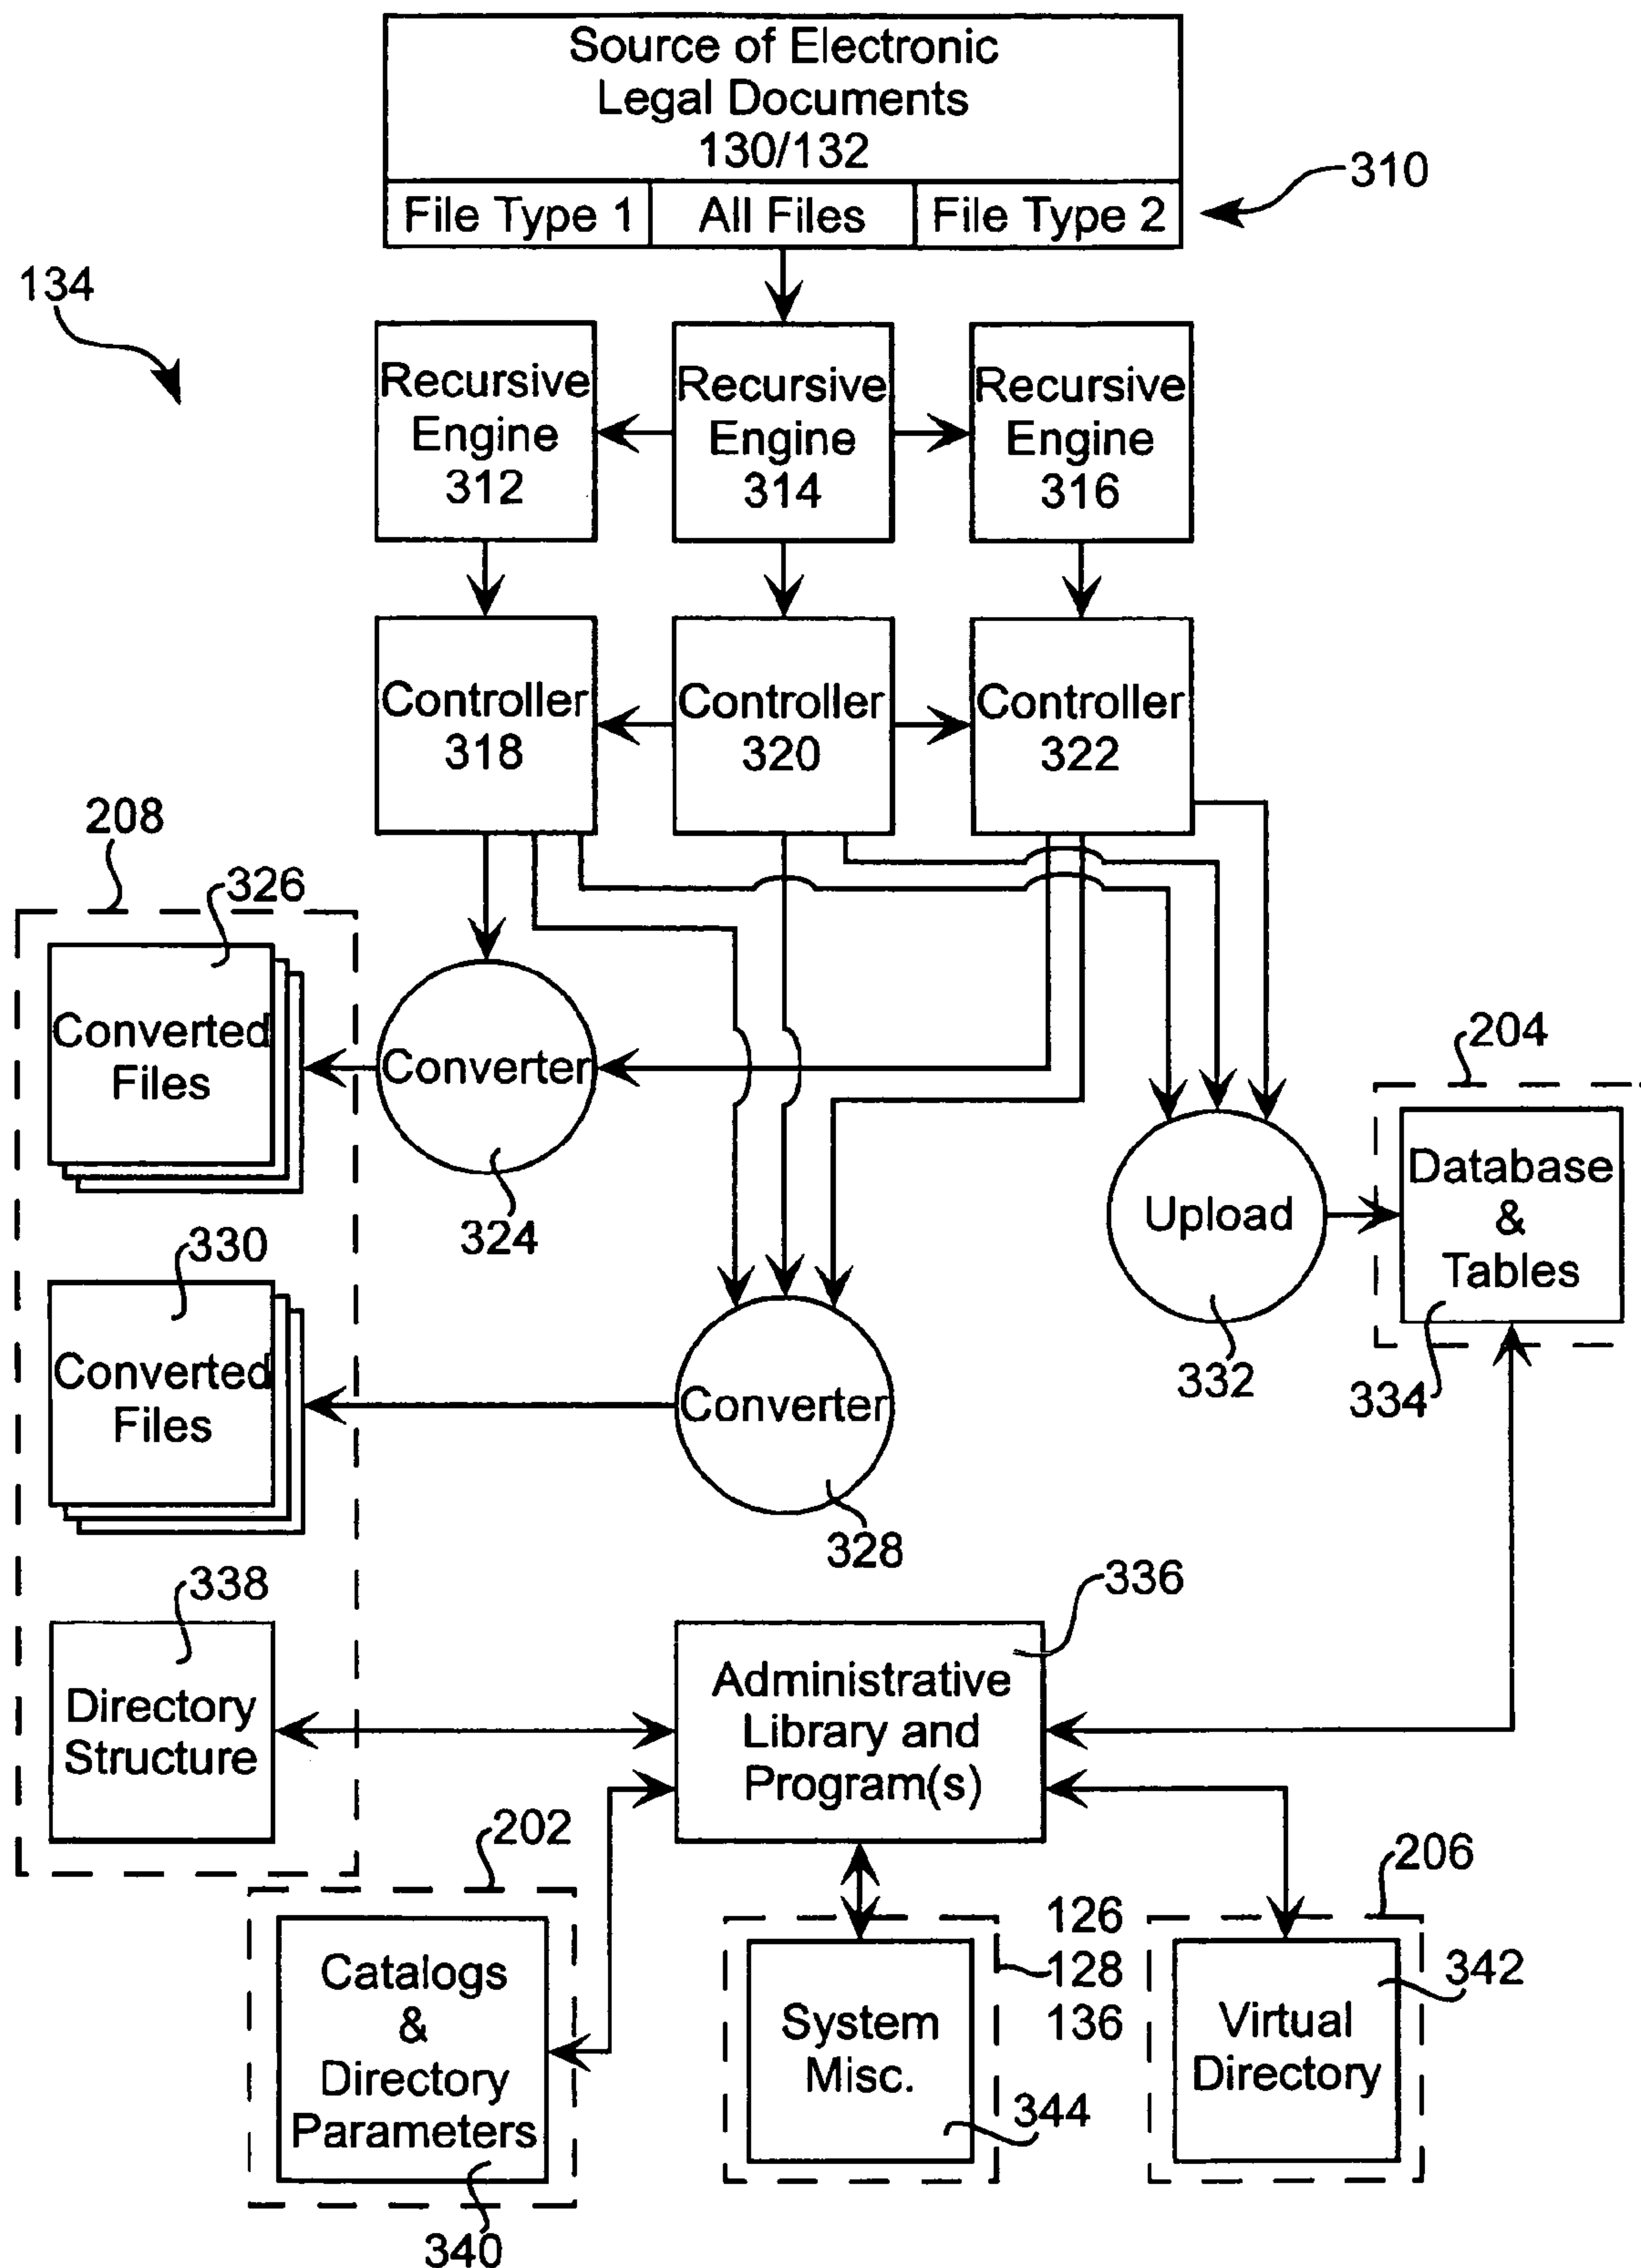 Source of Electronic
Legal Documents
130/132
File Type 1
All Files
File Type 2
310
134
Recursive
Engine
312
Recursive
Engine
314
Recursive
Engine
316
Controller
318
Controller
320
Controller
322
208
326
Converted
Files
Converter
324
204
Database
&
Tables
334
Upload
332
330
Converted
Files
Converter
328
338
Directory
Structure
336
Administrative
Library and
Program(s)
202
Catalogs
&
Directory
Parameters
340
126
128
136
System
Misc.
344
206
342
Virtual
Directory